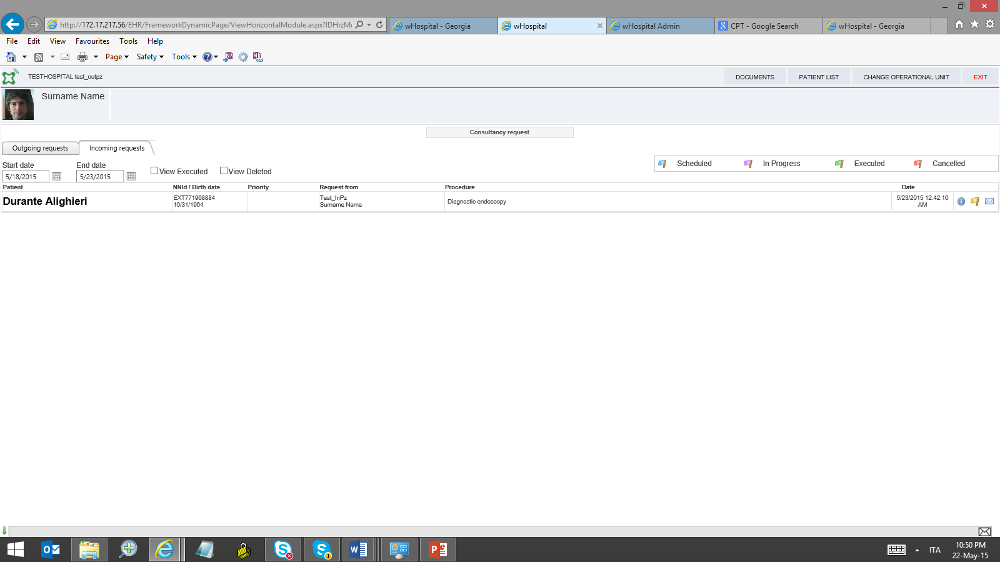 http://172.17.217.56/EHR/FrameworkDynamicPage/ViewHorizontalModule.aspx?IDHrzM
wHospital - Georgia
wHospital
wHospital Admin
CPT - Google Search
wHospital - Georgia
File Edit View Favourites Tools Help
Page Safety Tools
TESTHOSPITAL test_outpz
DOCUMENTS
PATIENT LIST
CHANGE OPERATIONAL UNIT
EXIT
Surname Name
Consultancy request
Outgoing requests
Incoming requests
Start date
End date
5/18/2015
5/23/2015
View Executed
View Deleted
Scheduled
In Progress
Executed
Cancelled
Patient
NNId / Birth date
Priority
Request from
Procedure
Date
Durante Alighieri
EXT771968884
10/31/1964
Test_InPz
Surname Name
Diagnostic endoscopy
5/23/2015 12:42:10
AM
ITA
10:50 PM
22-May-15